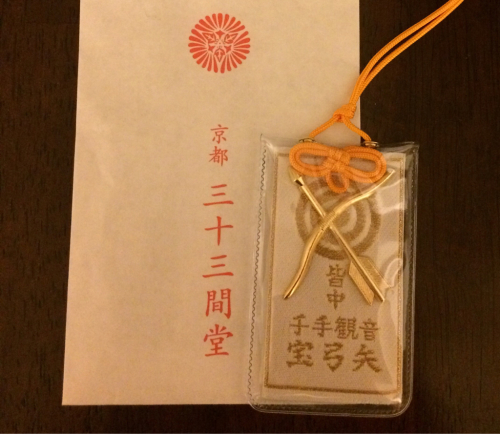 京都
三十三間堂
皆中
千手観音
宝弓矢